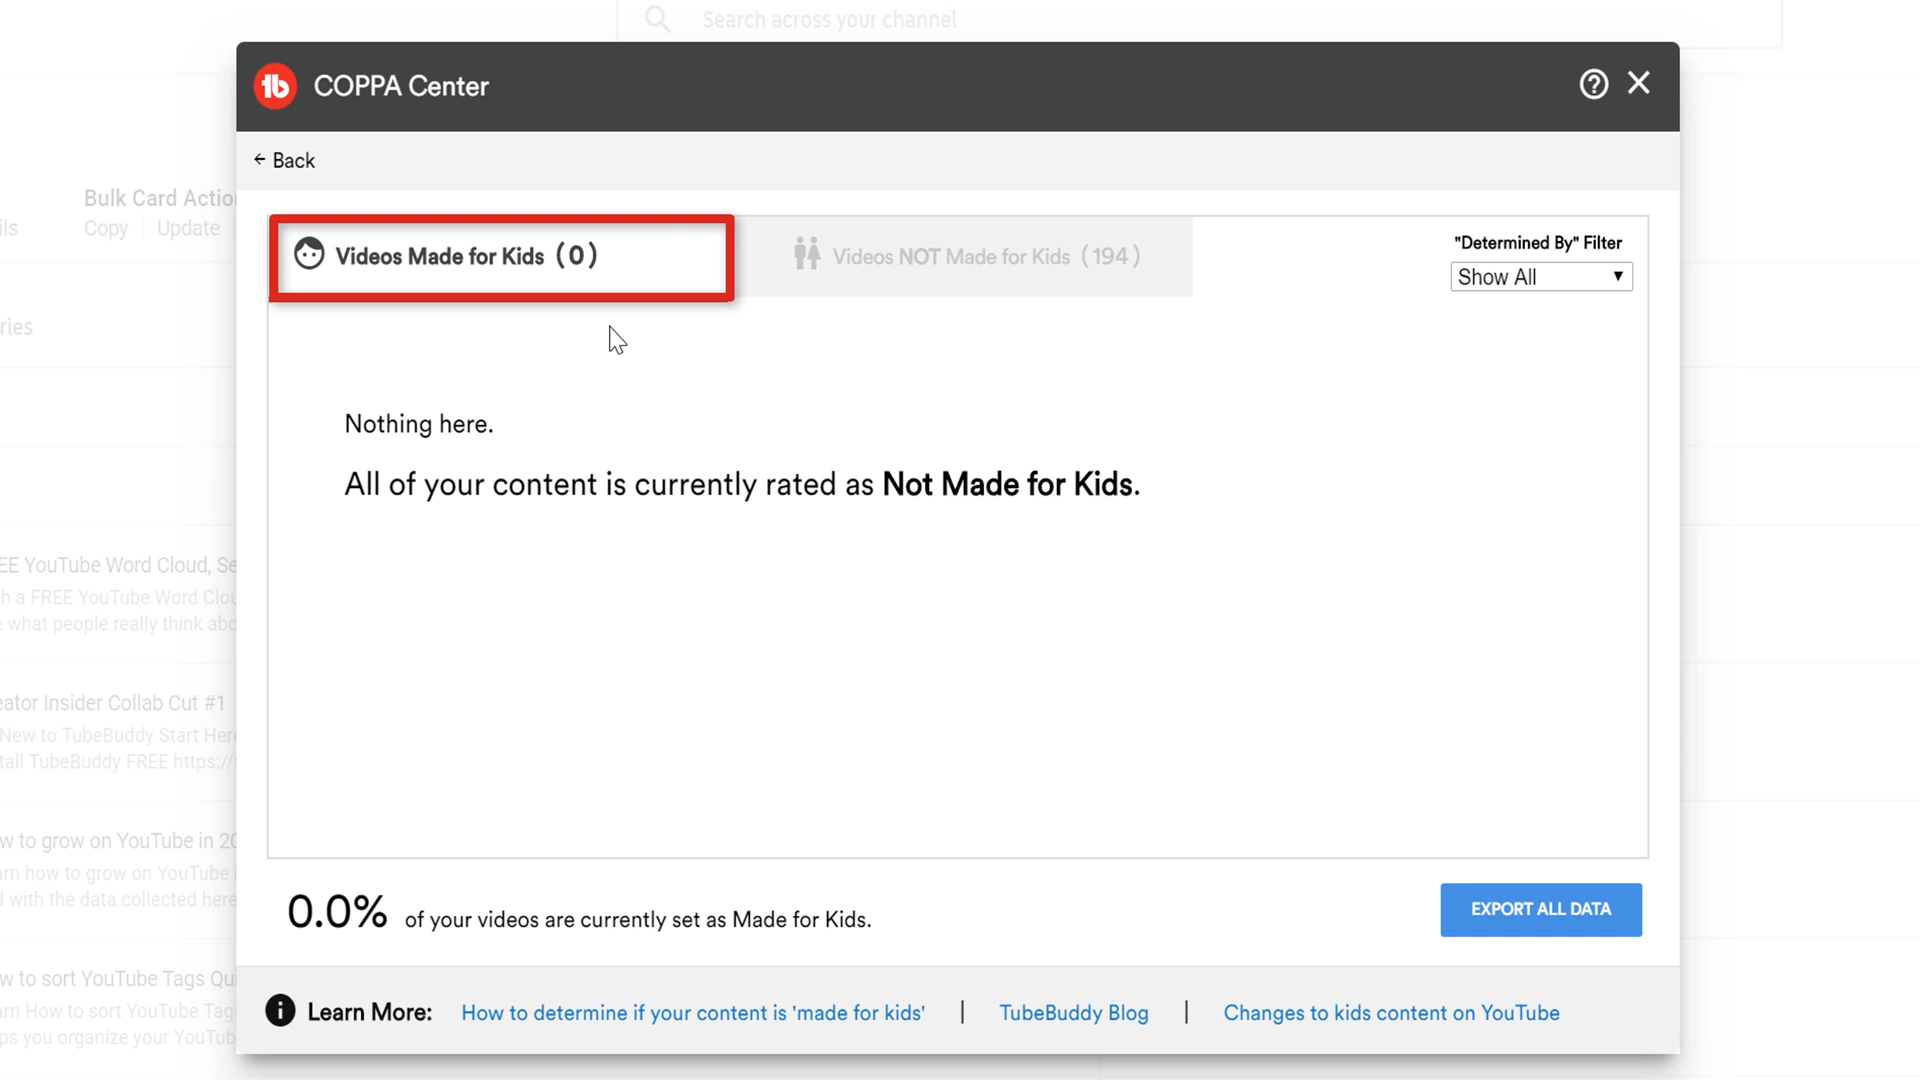 Search across your channel
COPPA Center
← Back
Bulk Card Actio
Copy | Update
ils
ries
Videos Made for Kids (0)
Videos NOT Made for Kids (194)
"Determined By" Filter
Show All
Nothing here.
All of your content is currently rated as Not Made for Kids.
EE YouTube Word Cloud, Se
h a FREE YouTube Word Clou
what people really think abo
eator Insider Collab Cut #1
New to TubeBuddy Start Here
tall TubeBuddy FREE https://
w to grow on YouTube in 20
arn how to grow on YouTube
d with the data collected here
w to sort YouTube Tags Qu
arn How to sort YouTube Tag
ps you organize your YouTub
0.0% of your videos are currently set as Made for Kids.
EXPORT ALL DATA
Learn More: How to determine if your content is 'made for kids' | TubeBuddy Blog | Changes to kids content on YouTube